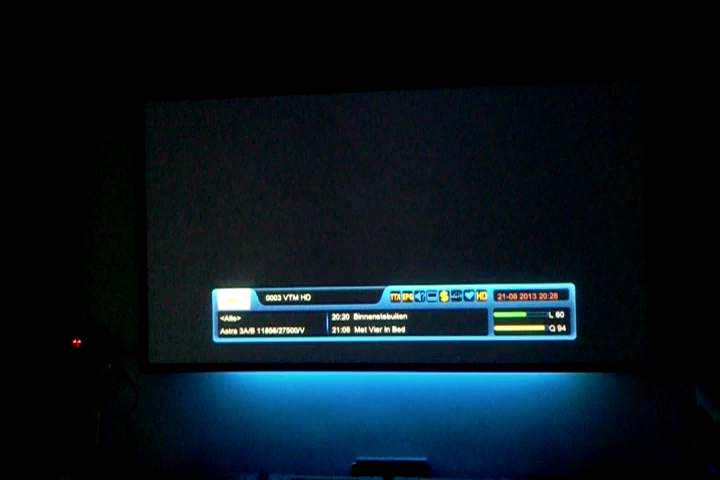 0003 VTM HD
TTX EPG $ HD
21-08 2013 20:28
<Alle>
Astra 3A/B 11856/27500/V
20:20 Binnenstebuiten
21:05 Met Vier in Bed
L 60
Q 94